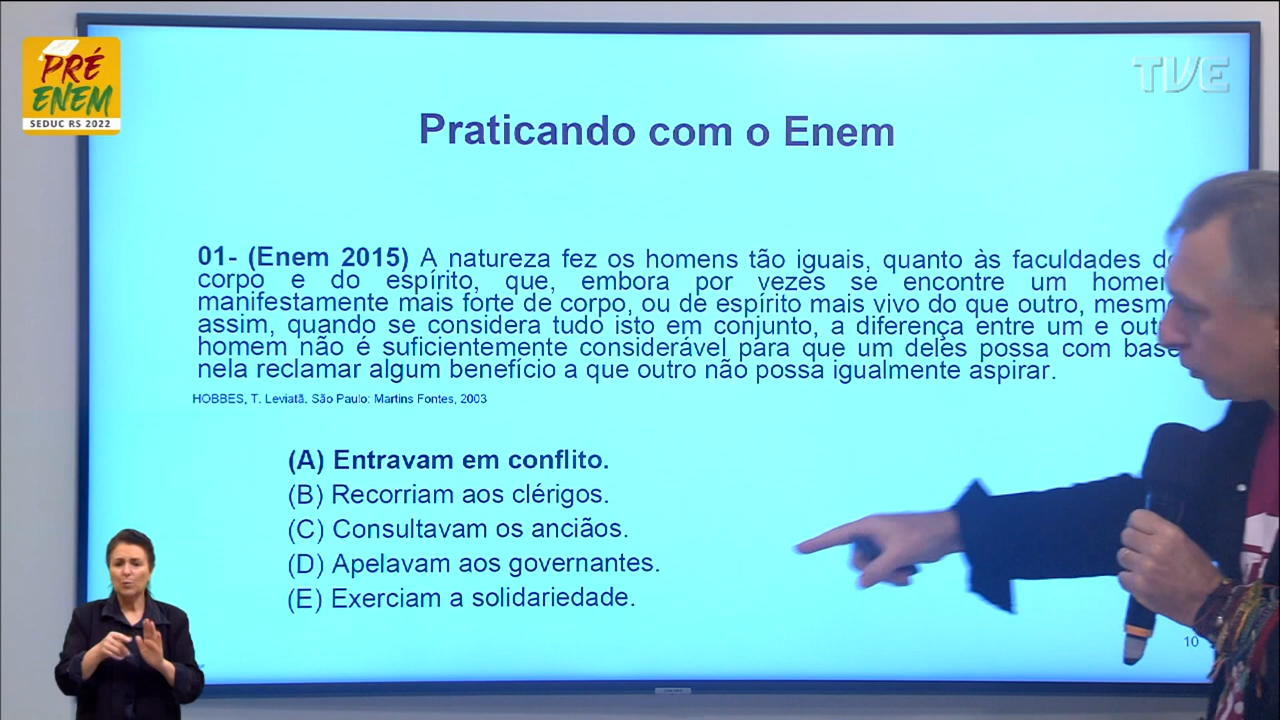 PRÉ
ENEM
SEDUC RS 2022
TVE
Praticando com o Enem
01- (Enem 2015) A natureza fez os homens tão iguais, quanto às faculdades
corpo e do espírito, que, embora por vezes se encontre um
manifestamente mais forte de corpo, ou de espírito mais vivo do que outro,
assim, quando se considera tudo isto em conjunto, a diferença entre um e
homem não é suficientemente considerável para que um deles possa com base
nela reclamar algum benefício a que outro não possa igualmente aspirar.
HOBBES, T. Leviatã. São Paulo: Martins Fontes, 2003
(A) Entravam em conflito.
(B) Recorriam aos clérigos.
(C) Consultavam os anciãos.
(D) Apelavam aos governantes.
(E) Exerciam a solidariedade.
10